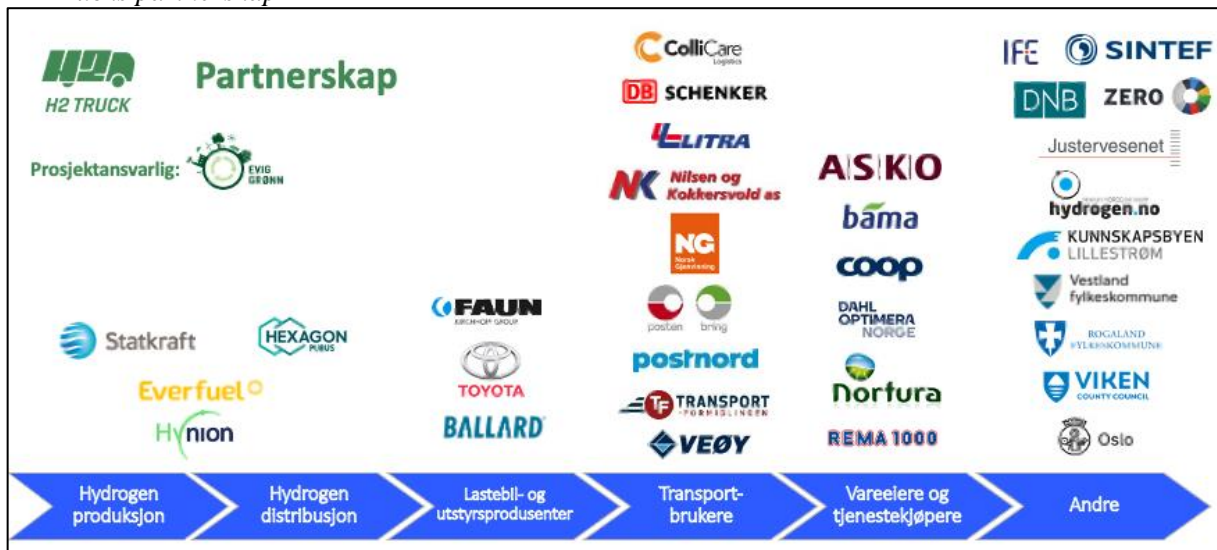 H2 TRUCK
Partnerskap
Prosjektansvarlig:
EVIG
GRØNN
Statkraft
HEXAGON
PURUS
Everfuel
Hynion
FAUN
KIRCHHOFF GROUP
TOYOTA
BALLARD
ColliCare
Logistics
DB SCHENKER
LITRA
NK Nilsen og
Kokkersvold as
NG
Norsk
Gjenvinning
posten bring
postnord
TF TRANSPORT
FORMIDLINGEN
VEØY
ASKO
bama
coop
DAHL
OPTIMERA
NORGE
Nortura
REMA 1000
IFE SINTEF
DNB ZERO
Justervesenet
hydrogen.no
KUNNSKAPSBYEN
LILLESTRØM
Vestland
fylkeskommune
ROGALAND
FYLKESKOMMUNE
VIKEN
COUNTY COUNCIL
Oslo
Hydrogen
produksjon
Hydrogen
distribusjon
Lastebil- og
utstyrsprodusenter
Transport-
brukere
Vareeiere og
tjenestekjøpere
Andre